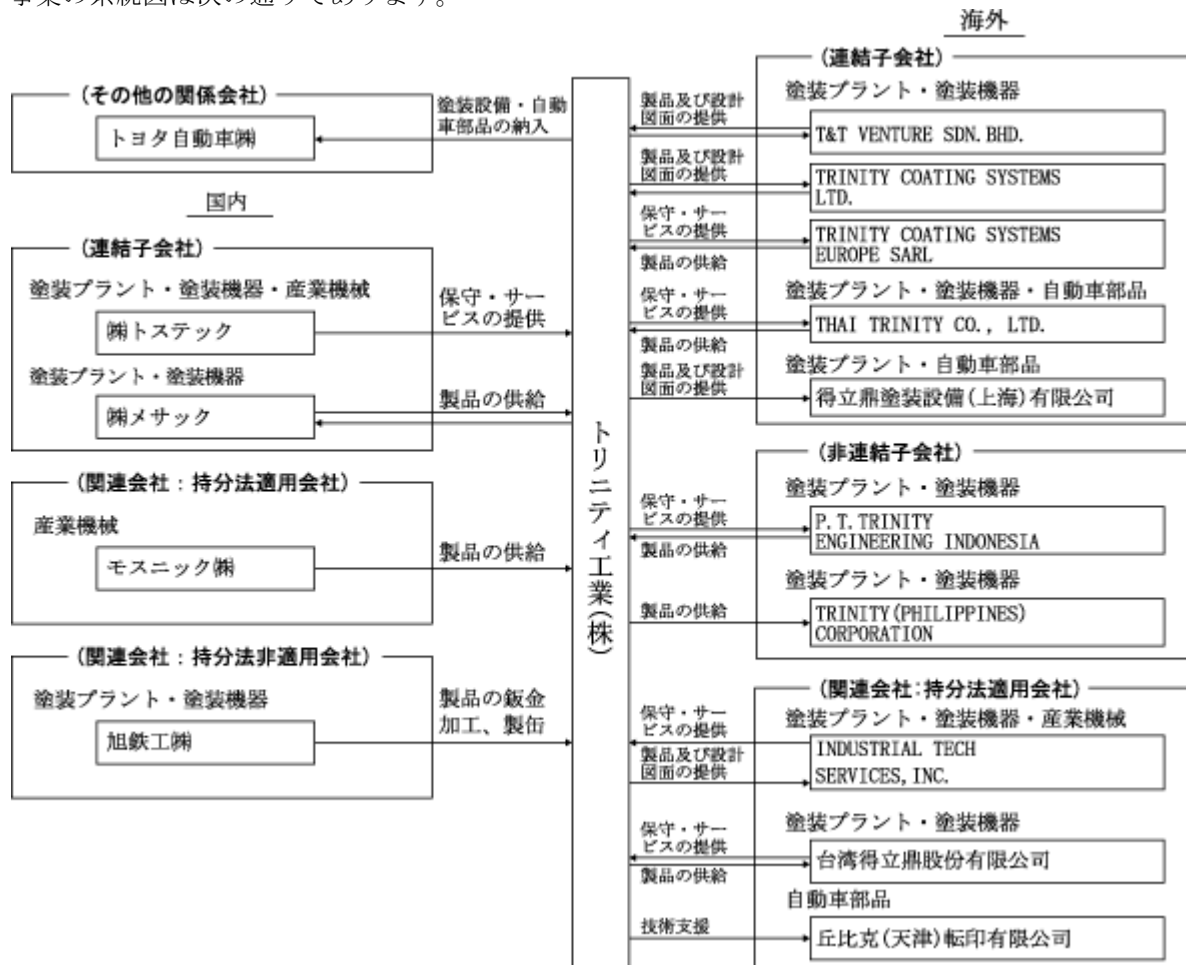 事業の系統図は次の通りであります。
海外
(その他の関係会社)
トヨタ自動車㈱
塗装設備・自動
車部品の納入
国内
(連結子会社)
塗装プラント・塗装機器・産業機械
㈱トステック
保守・サー
ビスの提供
塗装プラント・塗装機器
㈱メサック
製品の供給
(関連会社:持分法適用会社)
産業機械
モスニック㈱
製品の供給
(関連会社:持分法非適用会社)
塗装プラント・塗装機器
旭鉄工㈱
製品の鈑金
加工、製缶
トリニティ工業(株)
(連結子会社)
塗装プラント・塗装機器
製品及び設計
図面の提供
T&T VENTURE SDN.BHD.
製品及び設計
図面の提供
TRINITY COATING SYSTEMS
LTD.
保守・サー
ビスの提供
製品の供給
TRINITY COATING SYSTEMS
EUROPE SARL
塗装プラント・塗装機器・自動車部品
保守・サー
ビスの提供
製品の供給
THAI TRINITY CO., LTD.
塗装プラント・自動車部品
製品及び設計
図面の提供
得立鼎塗装設備(上海)有限公司
(非連結子会社)
塗装プラント・塗装機器
保守・サー
ビスの提供
製品の供給
P.T.TRINITY
ENGINEERING INDONESIA
塗装プラント・塗装機器
製品の供給
TRINITY(PHILIPPINES)
CORPORATION
(関連会社:持分法適用会社)
塗装プラント・塗装機器・産業機械
保守・サー
ビスの提供
製品及び設計
図面の提供
INDUSTRIAL TECH
SERVICES,INC.
塗装プラント・塗装機器
保守・サー
ビスの提供
製品の供給
台湾得立鼎股份有限公司
自動車部品
技術支援
丘比克(天津)転印有限公司